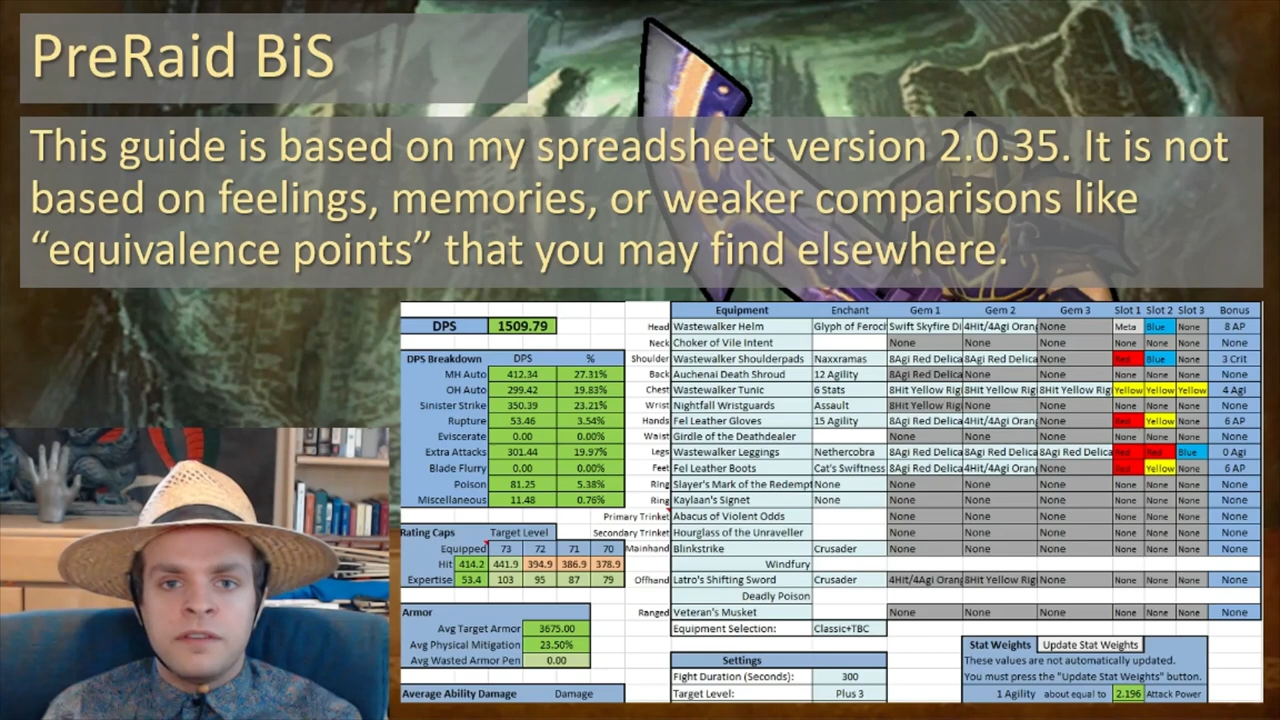 PreRaid BiS
This guide is based on my spreadsheet version 2.0.35. It is not
based on feelings, memories, or weaker comparisons like
“equivalence points” that you may find elsewhere.
DPS 1509.79
DPS Breakdown DPS %
MH Auto 412.34 27.31%
OH Auto 299.42 19.83%
Sinister Strike 350.39 23.21%
Rupture 53.46 3.54%
Eviscerate 0.00 0.00%
Extra Attacks 301.44 19.97%
Blade Flurry 0.00 0.00%
Poison 81.25 5.38%
Miscellaneous 11.48 0.76%
Rating Caps Target Level
Equipped 73 72 71 70
Hit 414.2 441.9 394.9 386.9 378.9
Expertise 53.4 103 95 87 79
Armor
Avg Target Armor 3675.00
Avg Physical Mitigation 23.50%
Avg Wasted Armor Pen 0.00
Average Ability Damage Damage
Equipment Enchant Gem 1 Gem 2 Gem 3 Slot 1 Slot 2 Slot 3 Bonus
Head Wastewalker Helm Glyph of Feroci Swift Skyfire Di 4Hit/4Agi Oran None Meta Blue None 8 AP
Neck Choker of Vile Intent None None None None None None None
Shoulder Wastewalker Shoulderpads Naxxramas 8Agi Red Delica 8Agi Red Delica None Red Blue None 3 Crit
Back Auchenai Death Shroud 12 Agility 8Agi Red Delica None None None None None None
Chest Wastewalker Tunic 6 Stats 8Hit Yellow Rig 8Hit Yellow Rig 8Hit Yellow Rig Yellow Yellow Yellow 4 Agi
Wrist Nightfall Wristguards Assault 8Hit Yellow Rig None None None None None None
Hands Fel Leather Gloves 15 Agility 8Agi Red Delica 4Hit/4Agi Oran None Red Yellow None 6 AP
Waist Girdle of the Deathdealer None None None None None None None
Legs Wastewalker Leggings Nethercobra 8Agi Red Delica 8Agi Red Delica 8Agi Red Delica Red Red Blue 0 Agi
Feet Fel Leather Boots Cat's Swiftness 8Agi Red Delica 4Hit/4Agi Oran None Red Yellow None 6 AP
Ring Slayer's Mark of the Redempt None None None None None None None None
Ring Kaylaan's Signet None None None None None None None None
Primary Trinket Abacus of Violent Odds None None None None None None None
Secondary Trinket Hourglass of the Unraveller None None None None None None None
Mainhand Blinkstrike Crusader None None None None None None None
Windfury
Offhand Latro's Shifting Sword Crusader 4Hit/4Agi Orang 8Hit Yellow Rig None None None None None
Deadly Poison
Ranged Veteran's Musket None None None None None None None
Equipment Selection: Classic+TBC
Settings
Fight Duration (Seconds): 300
Target Level: Plus 3
Stat Weights Update Stat Weights
These values are not automatically updated.
You must press the "Update Stat Weights" button.
1 Agility about equal to 2.196 Attack Power